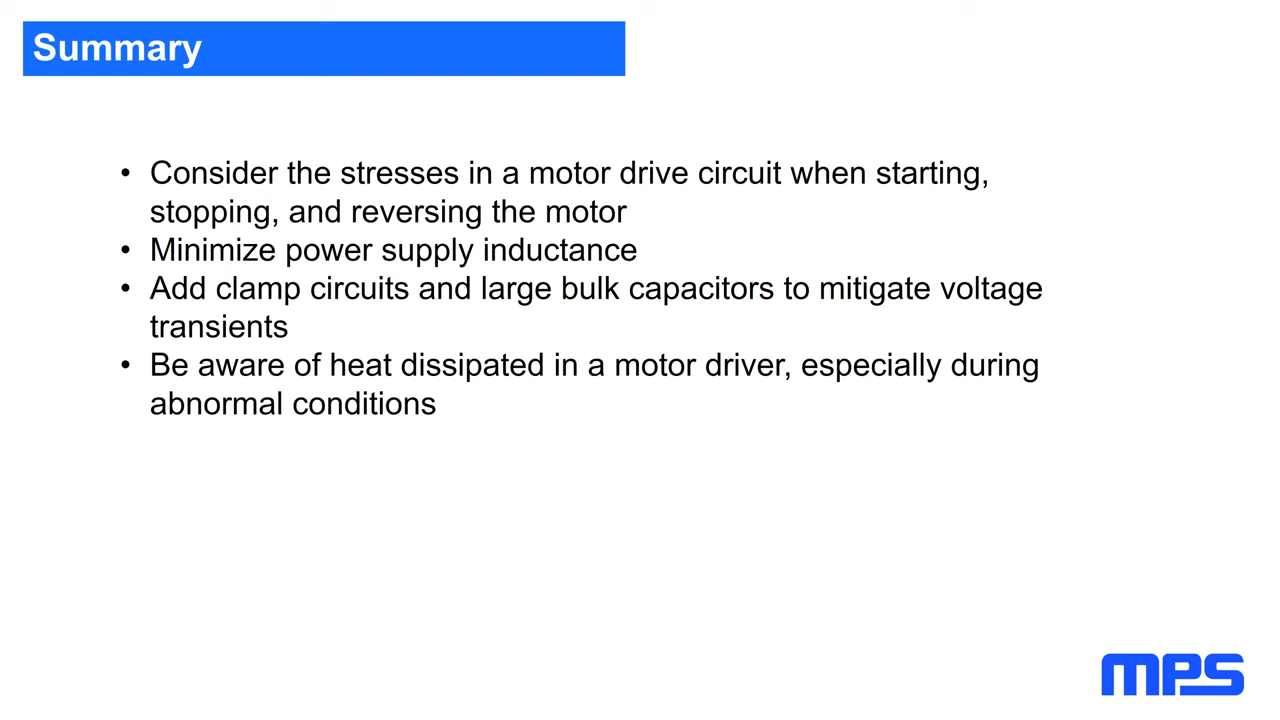 Summary
• Consider the stresses in a motor drive circuit when starting,
stopping, and reversing the motor
• Minimize power supply inductance
• Add clamp circuits and large bulk capacitors to mitigate voltage
transients
• Be aware of heat dissipated in a motor driver, especially during
abnormal conditions
mPS